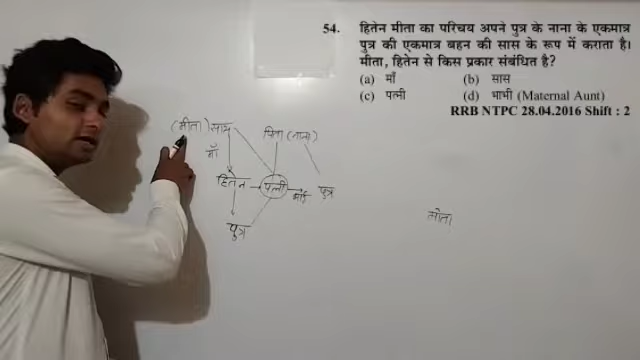 54. हितेन मीता का परिचय अपने पुत्र के नाना के एकमात्र
पुत्र की एकमात्र बहन की सास के रूप में कराता है।
मीता, हितेन से किस प्रकार संबंधित है?
(a) माँ (b) सास
(c) पत्नी (d) भाभी (Maternal Aunt)
RRB NTPC 28.04.2016 Shift : 2
(मीता) सास पिता (नाना)
माँ
हितेन पत्नी भाई पुत्र
पुत्र